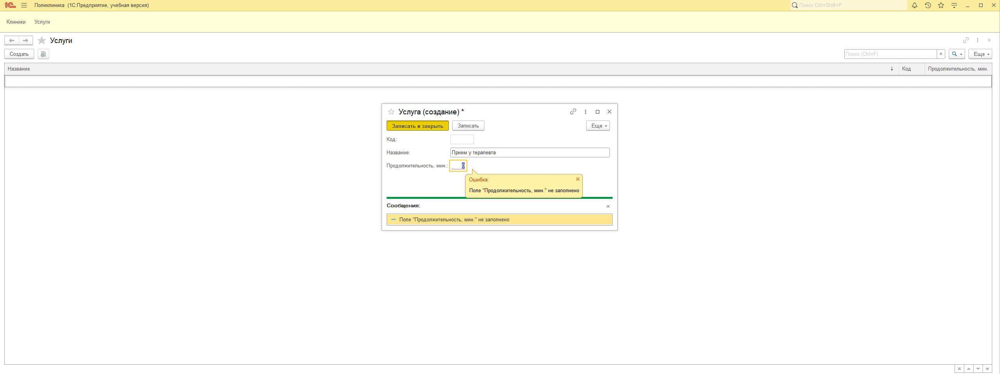 1С Поликлиника (1С:Предприятие, учебная версия) Поиск Ctrl+Shift+F
Клиники Услуги
Услуги
Создать Поиск (Ctrl+F) × Еще
Название ↓ Код Продолжительность, мин.
Услуга (создание) *
Записать и закрыть Записать Еще
Код:
Название: Прием у терапевта
Продолжительность, мин.: 0
Ошибка:
Поле "Продолжительность, мин." не заполнено
Сообщения:
Поле "Продолжительность, мин." не заполнено